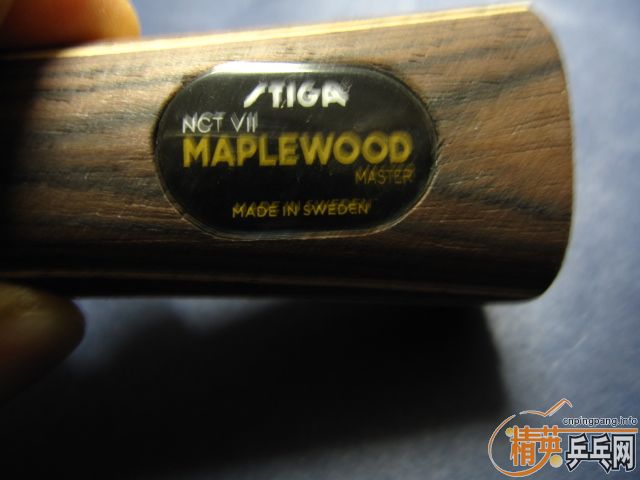 STIGA
NCT VII
MAPLEWOOD
MASTER
MADE IN SWEDEN
cnpingpang.info
精英乒乓网